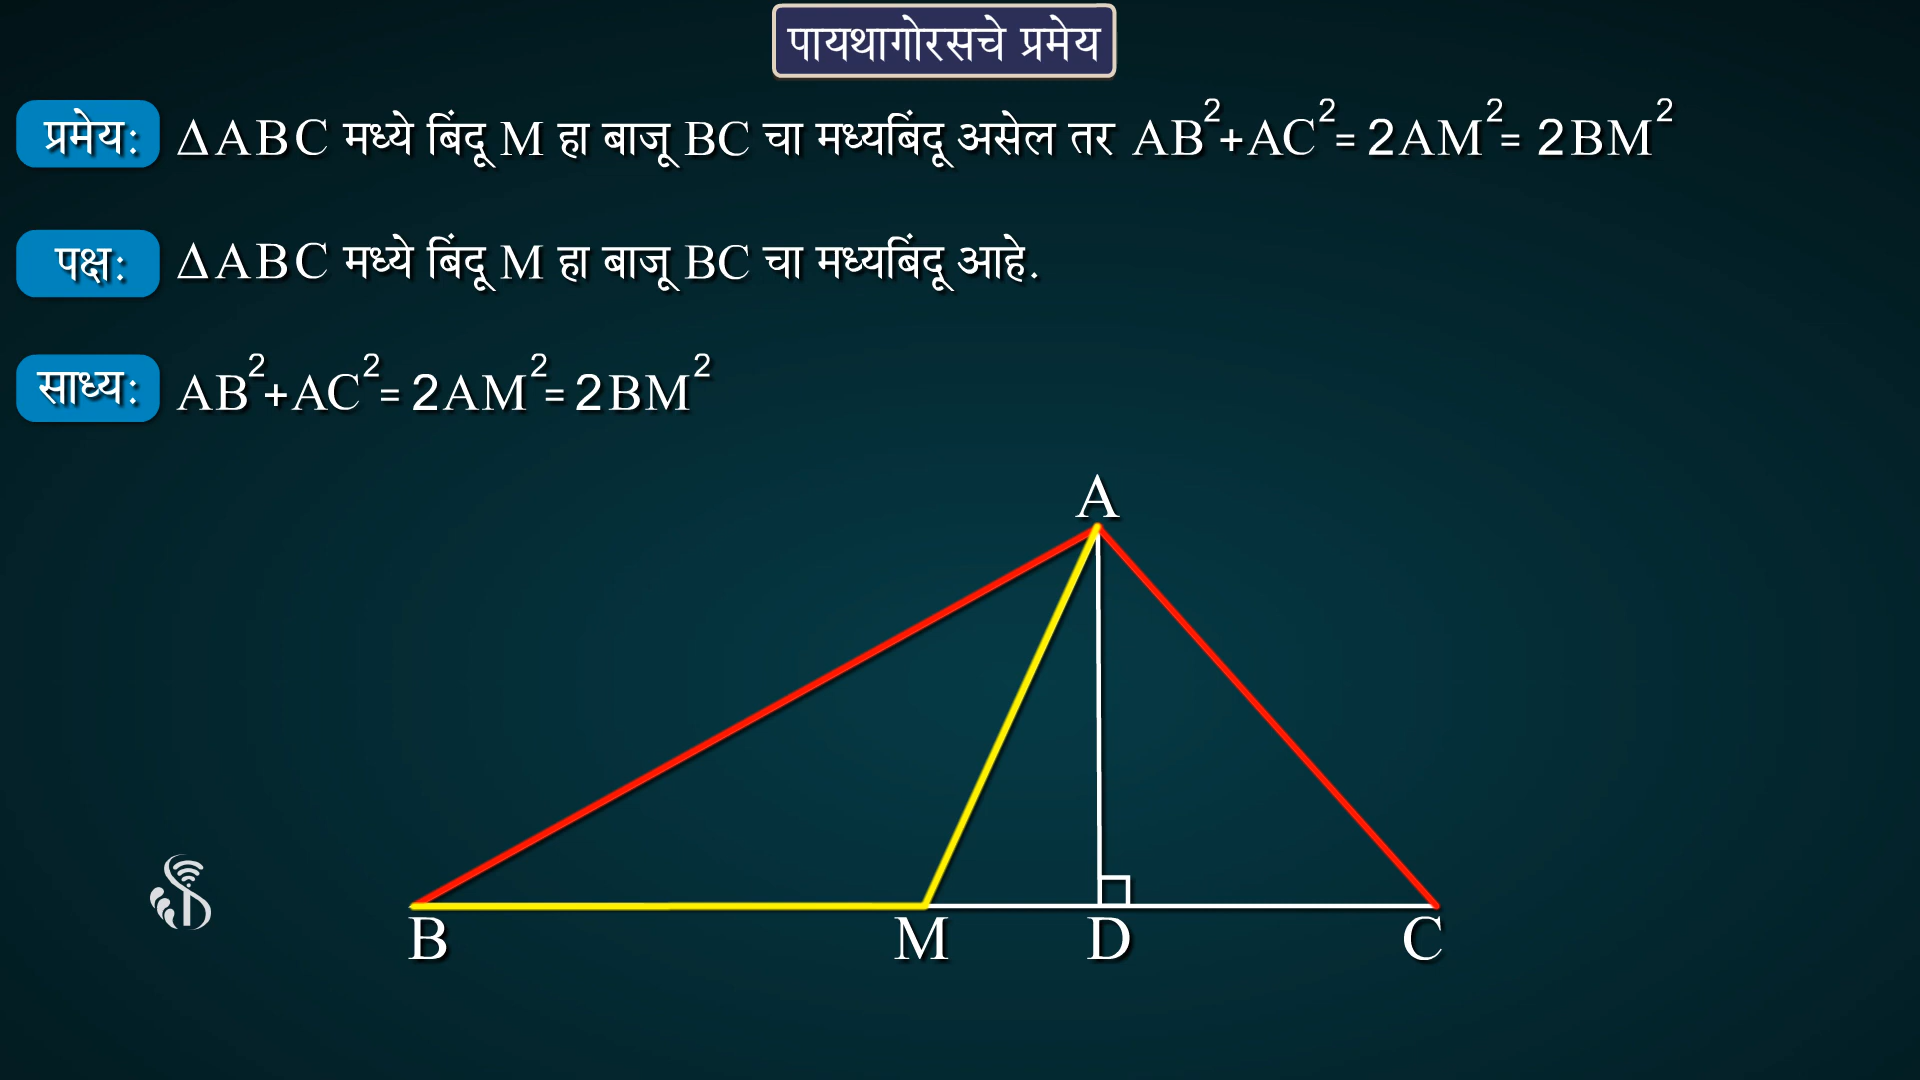 पायथागोरसचे प्रमेय
प्रमेय: ΔABC मध्ये बिंदू M हा बाजू BC चा मध्यबिंदू असेल तर AB²+AC²= 2AM²= 2BM²
पक्ष: ΔABC मध्ये बिंदू M हा बाजू BC चा मध्यबिंदू आहे.
साध्य: AB²+AC²= 2AM²= 2BM²
A
B M D C